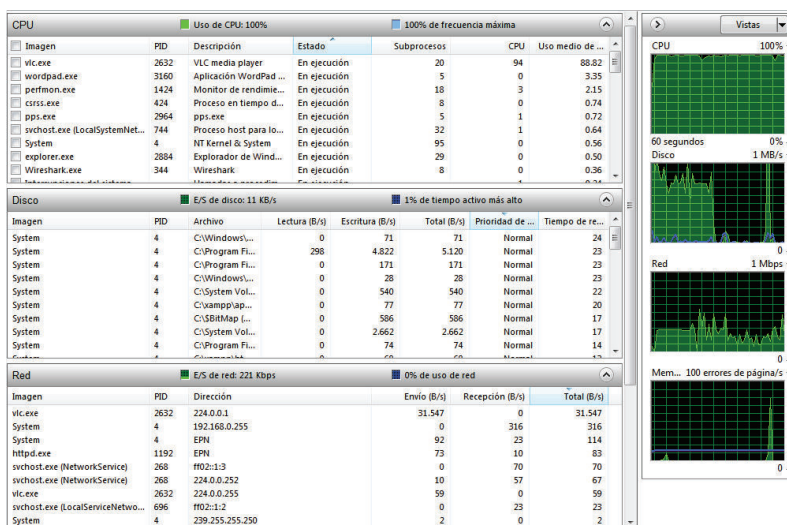 CPU Uso de CPU: 100% 100% de frecuencia máxima
Imagen PID Descripción Estado Subprocesos CPU Uso medio de ...
vlc.exe 2632 VLC media player En ejecución 20 94 88.82
wordpad.exe 3160 Aplicación WordPad ... En ejecución 5 0 3.35
perfmon.exe 1424 Monitor de rendimie... En ejecución 18 3 2.15
csrss.exe 424 Proceso en tiempo d... En ejecución 8 0 0.74
pps.exe 2964 pps.exe En ejecución 5 1 0.72
svchost.exe (LocalSystemNet... 744 Proceso host para lo... En ejecución 32 1 0.64
System 4 NT Kernel & System En ejecución 95 0 0.56
explorer.exe 2884 Explorador de Wind... En ejecución 29 0 0.50
Wireshark.exe 344 Wireshark En ejecución 8 0 0.36
Disco E/S de disco: 11 KB/s 1% de tiempo activo más alto
Imagen PID Archivo Lectura (B/s) Escritura (B/s) Total (B/s) Prioridad de ... Tiempo de re...
System 4 C:\Windows\... 0 71 71 Normal 24
System 4 C:\Program Fi... 298 4.822 5.120 Normal 23
System 4 C:\Program Fi... 0 171 171 Normal 23
System 4 C:\Windows\... 0 28 28 Normal 23
System 4 C:\System Vol... 0 540 540 Normal 22
System 4 C:\xampp\ap... 0 77 77 Normal 20
System 4 C:\$BitMap (... 0 586 586 Normal 17
System 4 C:\System Vol... 0 2.662 2.662 Normal 17
System 4 C:\Program Fi... 0 74 74 Normal 14
Red E/S de red: 221 Kbps 0% de uso de red
Imagen PID Dirección Envío (B/s) Recepción (B/s) Total (B/s)
vlc.exe 2632 224.0.0.1 31.547 0 31.547
System 4 192.168.0.255 0 316 316
System 4 EPN 92 23 114
httpd.exe 1192 EPN 73 10 83
svchost.exe (NetworkService) 268 ff02::1:3 0 70 70
svchost.exe (NetworkService) 268 224.0.0.252 10 57 67
vlc.exe 2632 224.0.0.255 59 0 59
svchost.exe (LocalServiceNetwo... 696 ff02::1:2 0 23 23
System 4 239.255.255.250 2 0 2
Vistas
CPU 100%
60 segundos 0%
Disco 1 MB/s
0
Red 1 Mbps
0
Mem... 100 errores de página/s
0